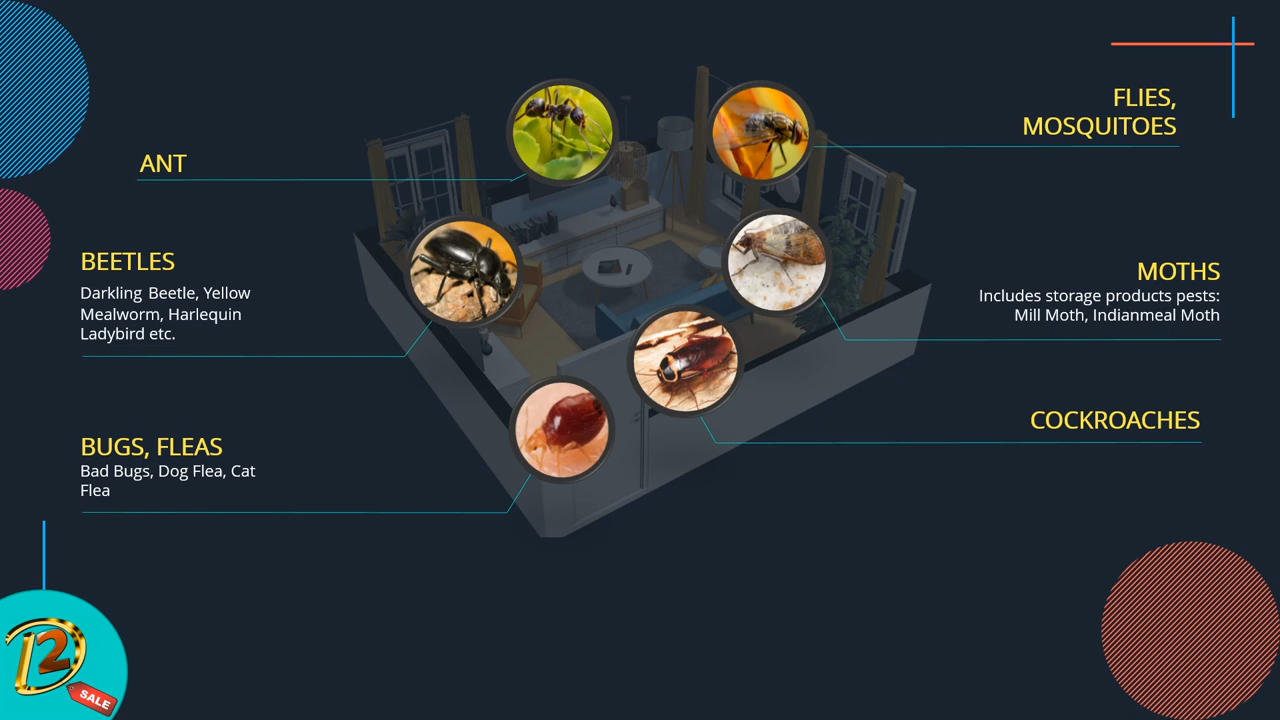 ANT
BEETLES
Darkling Beetle, Yellow
Mealworm, Harlequin
Ladybird etc.
BUGS, FLEAS
Bad Bugs, Dog Flea, Cat
Flea
FLIES,
MOSQUITOES
MOTHS
Includes storage products pests:
Mill Moth, Indianmeal Moth
COCKROACHES
D2
SALE